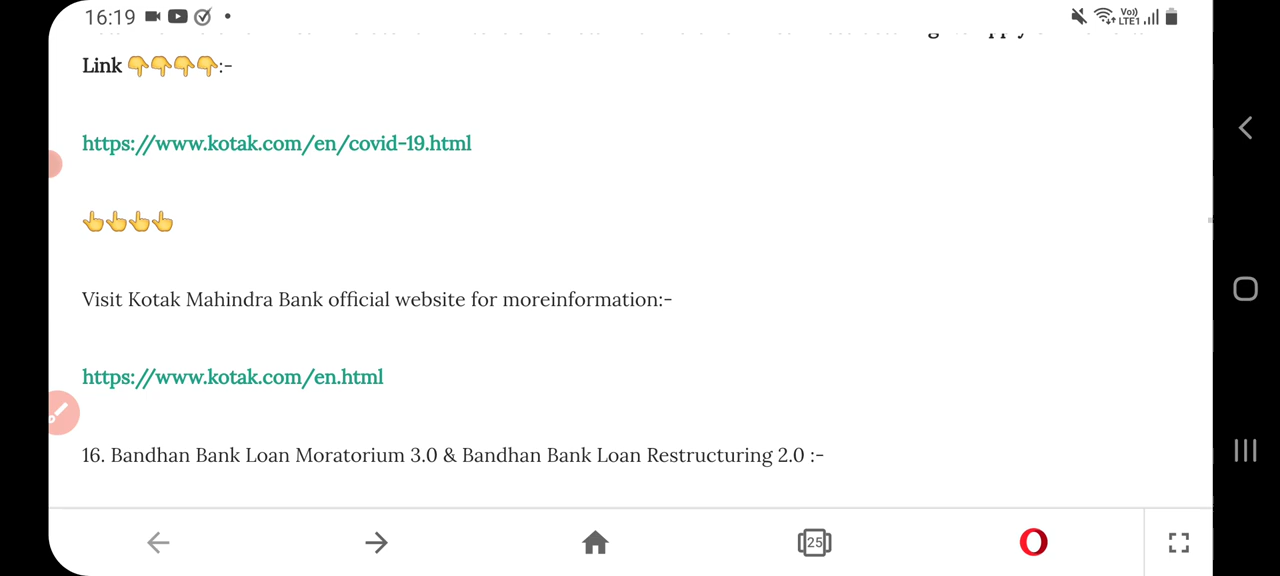 16:19
Vo))
LTE1
Link 👇👇👇👇:-
https://www.kotak.com/en/covid-19.html
👆👆👆👆
Visit Kotak Mahindra Bank official website for moreinformation:-
https://www.kotak.com/en.html
16. Bandhan Bank Loan Moratorium 3.0 & Bandhan Bank Loan Restructuring 2.0 :-
25